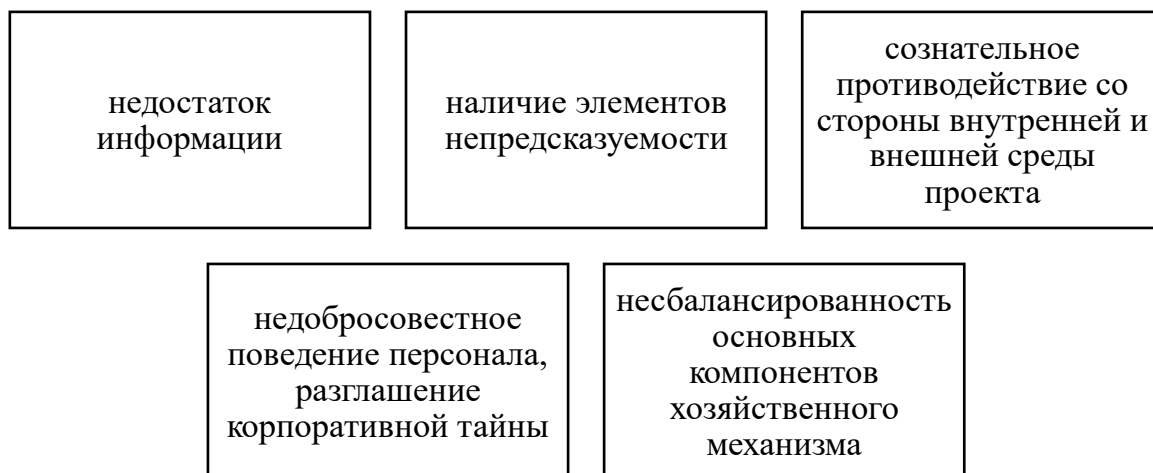 недостаток
информации
наличие элементов
непредсказуемости
сознательное
противодействие со
стороны внутренней и
внешней среды
проекта
недобросовестное
поведение персонала,
разглашение
корпоративной тайны
несбалансированность
основных
компонентов
хозяйственного
механизма